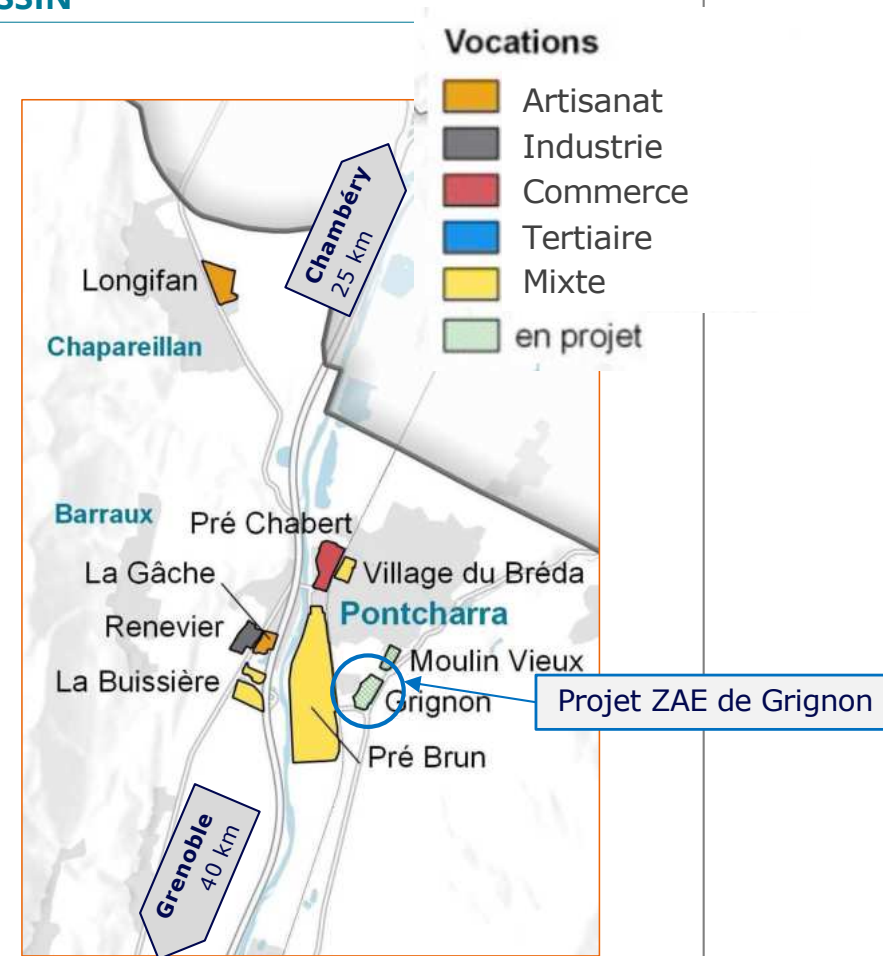 SSIN
Vocations
Artisanat
Industrie
Commerce
Tertiaire
Mixte
en projet
Chambéry
25 km
Longifan
Chapareillan
Barraux
Pré Chabert
La Gâche
Village du Bréda
Renevier
Pontcharra
La Buissière
Moulin Vieux
Grignon
Projet ZAE de Grignon
Pré Brun
Grenoble
40 km